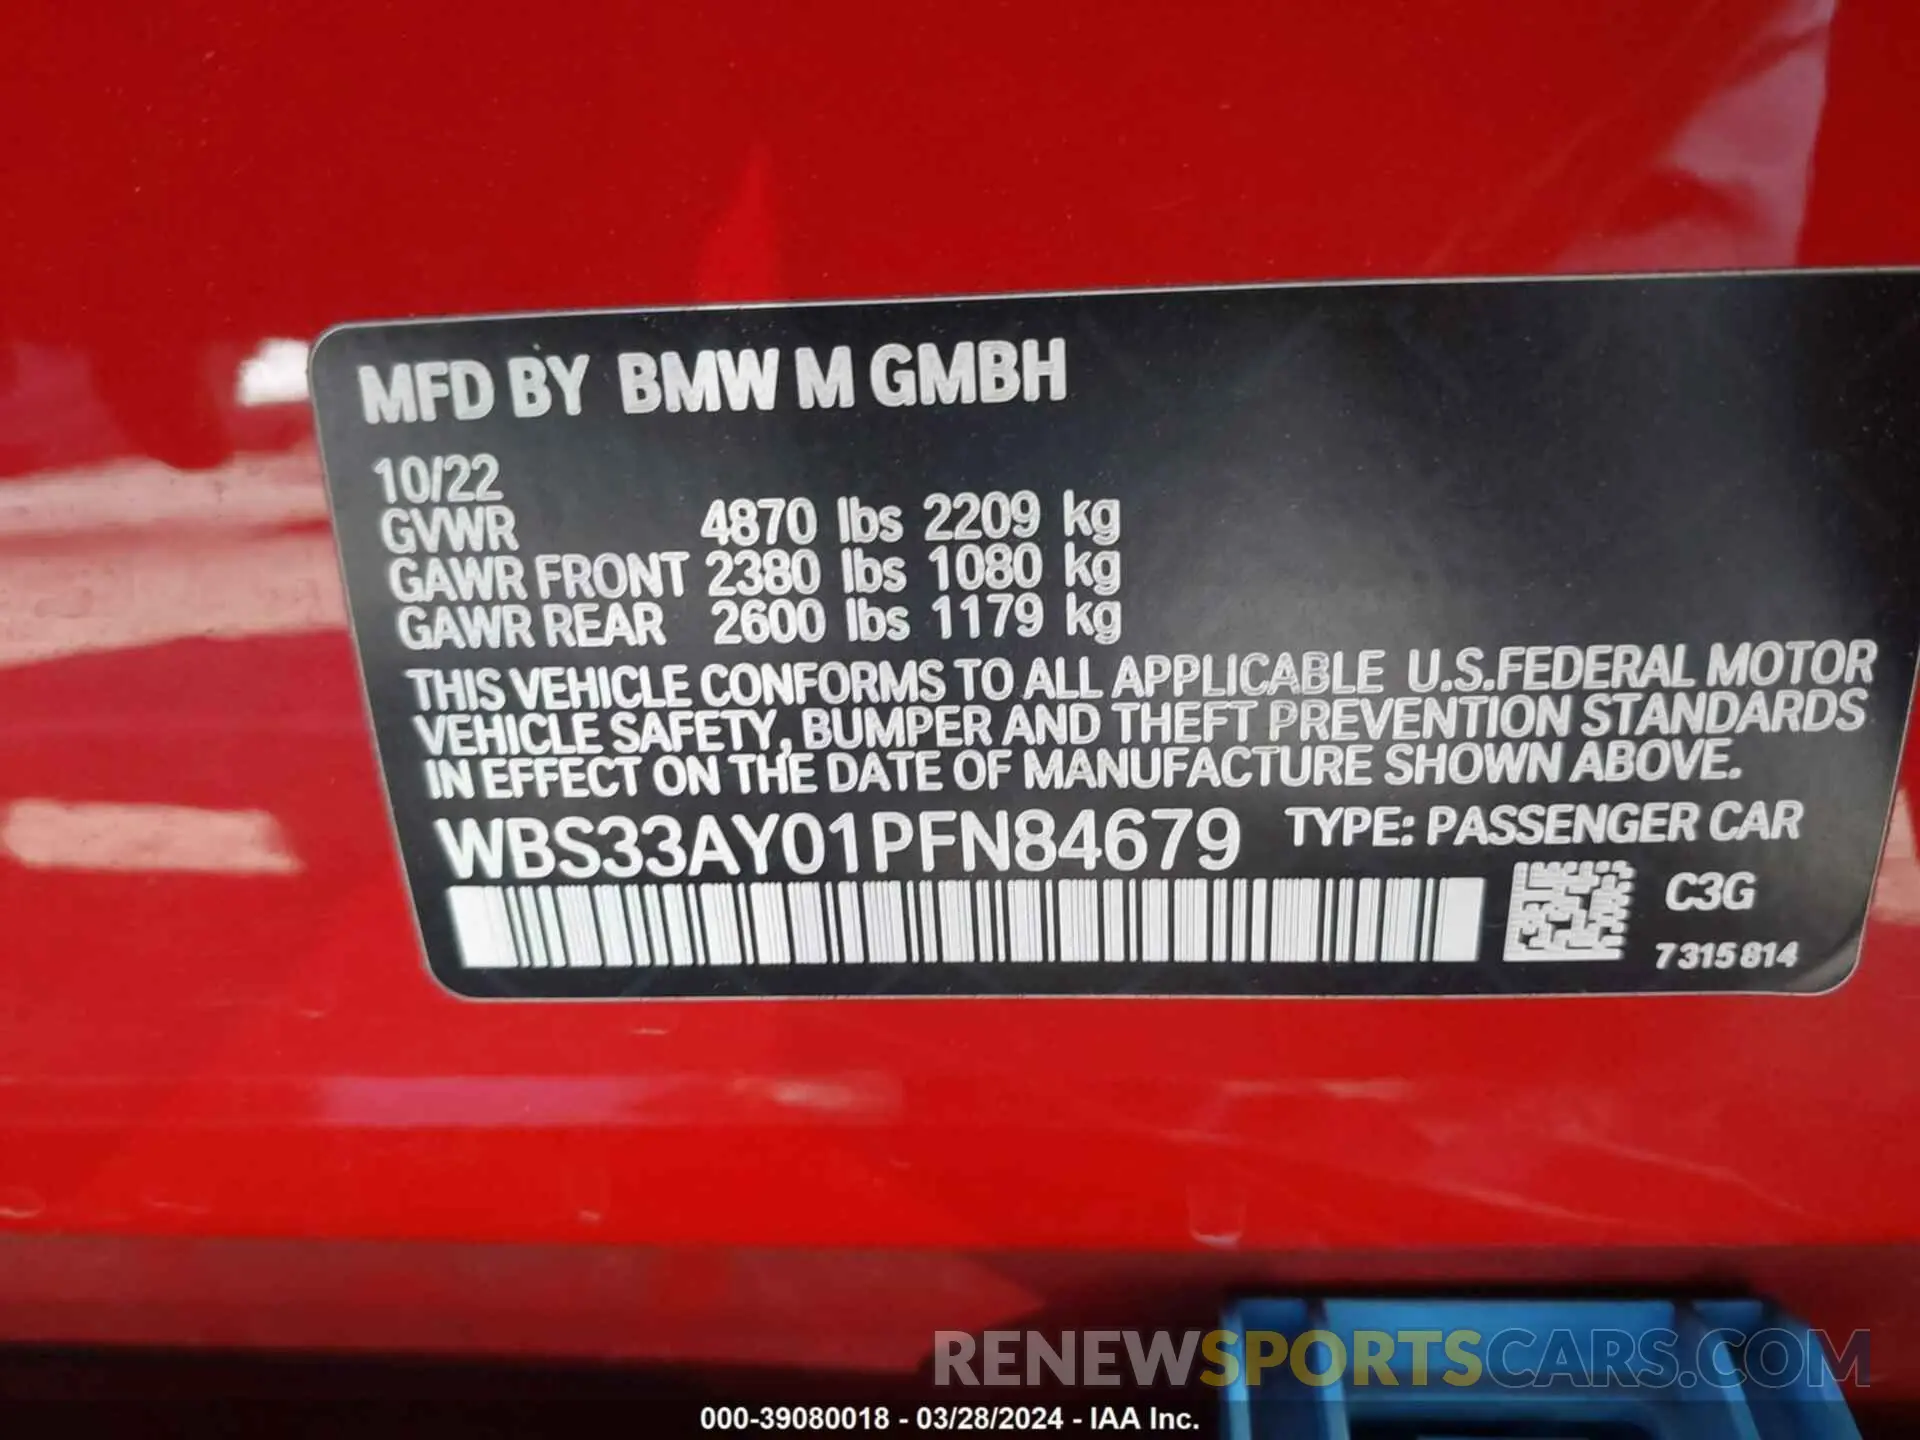 MFD BY BMW M GMBH
10/22
GVWR 4870 lbs 2209 kg
GAWR FRONT 2380 lbs 1080 kg
GAWR REAR 2600 lbs 1179 kg
THIS VEHICLE CONFORMS TO ALL APPLICABLE U.S.FEDERAL MOTOR
VEHICLE SAFETY, BUMPER AND THEFT PREVENTION STANDARDS
IN EFFECT ON THE DATE OF MANUFACTURE SHOWN ABOVE.
WBS33AY01PFN84679 TYPE: PASSENGER CAR
C3G
7315814
RENEWSPORTSCARS.COM
000-39080018 - 03/28/2024 - IAA Inc.